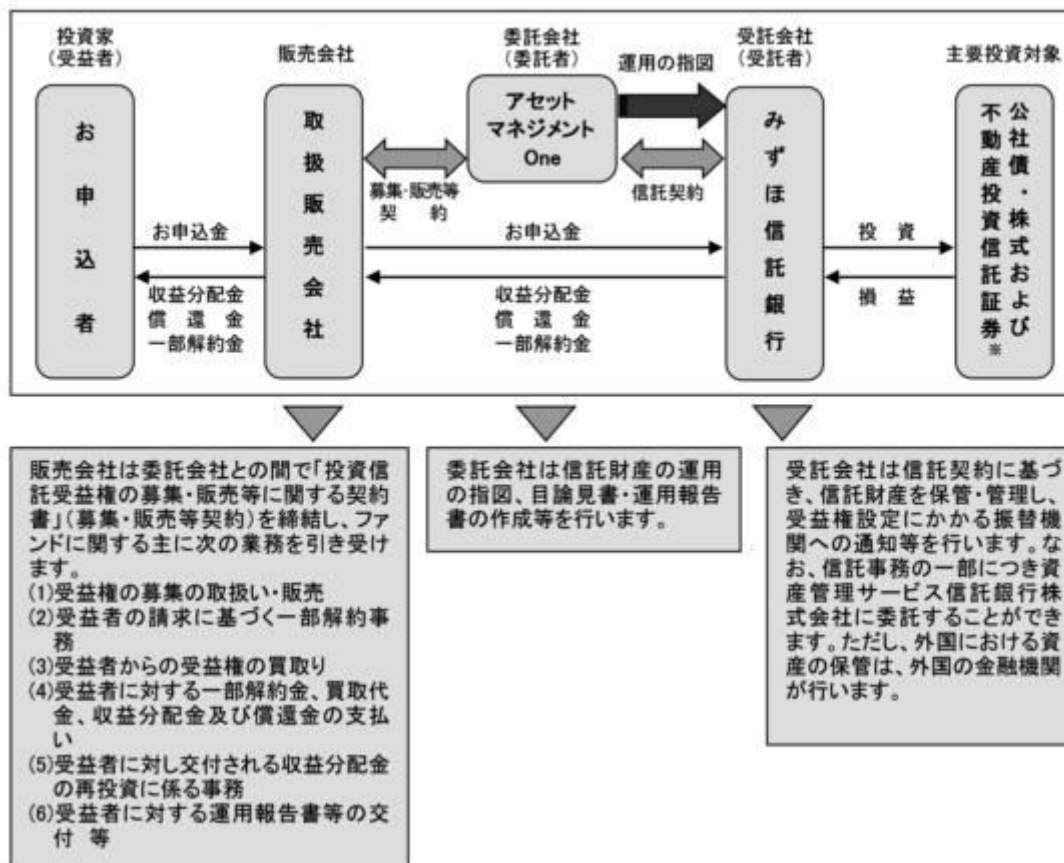 投資家
(受益者)
販売会社
委託会社
(委託者)
運用の指図
受託会社
(受託者)
主要投資対象
お申込者
取扱販売会社
アセット
マネジメント
One
みずほ信託銀行
公社債・株式および
不動産投資信託証券※
募集・販売等
契　約
信託契約
お申込金
お申込金
投　資
収益分配金
償　還　金
一部解約金
収益分配金
償　還　金
一部解約金
損　益
販売会社は委託会社との間で「投資信
託受益権の募集・販売等に関する契約
書」(募集・販売等契約)を締結し、ファ
ンドに関する主に次の業務を引き受け
ます。
(1)受益権の募集の取扱い・販売
(2)受益者の請求に基づく一部解約事
務
(3)受益者からの受益権の買取り
(4)受益者に対する一部解約金、買取代
金、収益分配金及び償還金の支払
い
(5)受益者に対し交付される収益分配金
の再投資に係る事務
(6)受益者に対する運用報告書等の交
付　等
委託会社は信託財産の運用
の指図、目論見書・運用報告
書の作成等を行います。
受託会社は信託契約に基づ
き、信託財産を保管・管理し、
受益権設定にかかる振替機
関への通知等を行います。な
お、信託事務の一部につき資
産管理サービス信託銀行株
式会社に委託することができ
ます。ただし、外国における資
産の保管は、外国の金融機関
が行います。